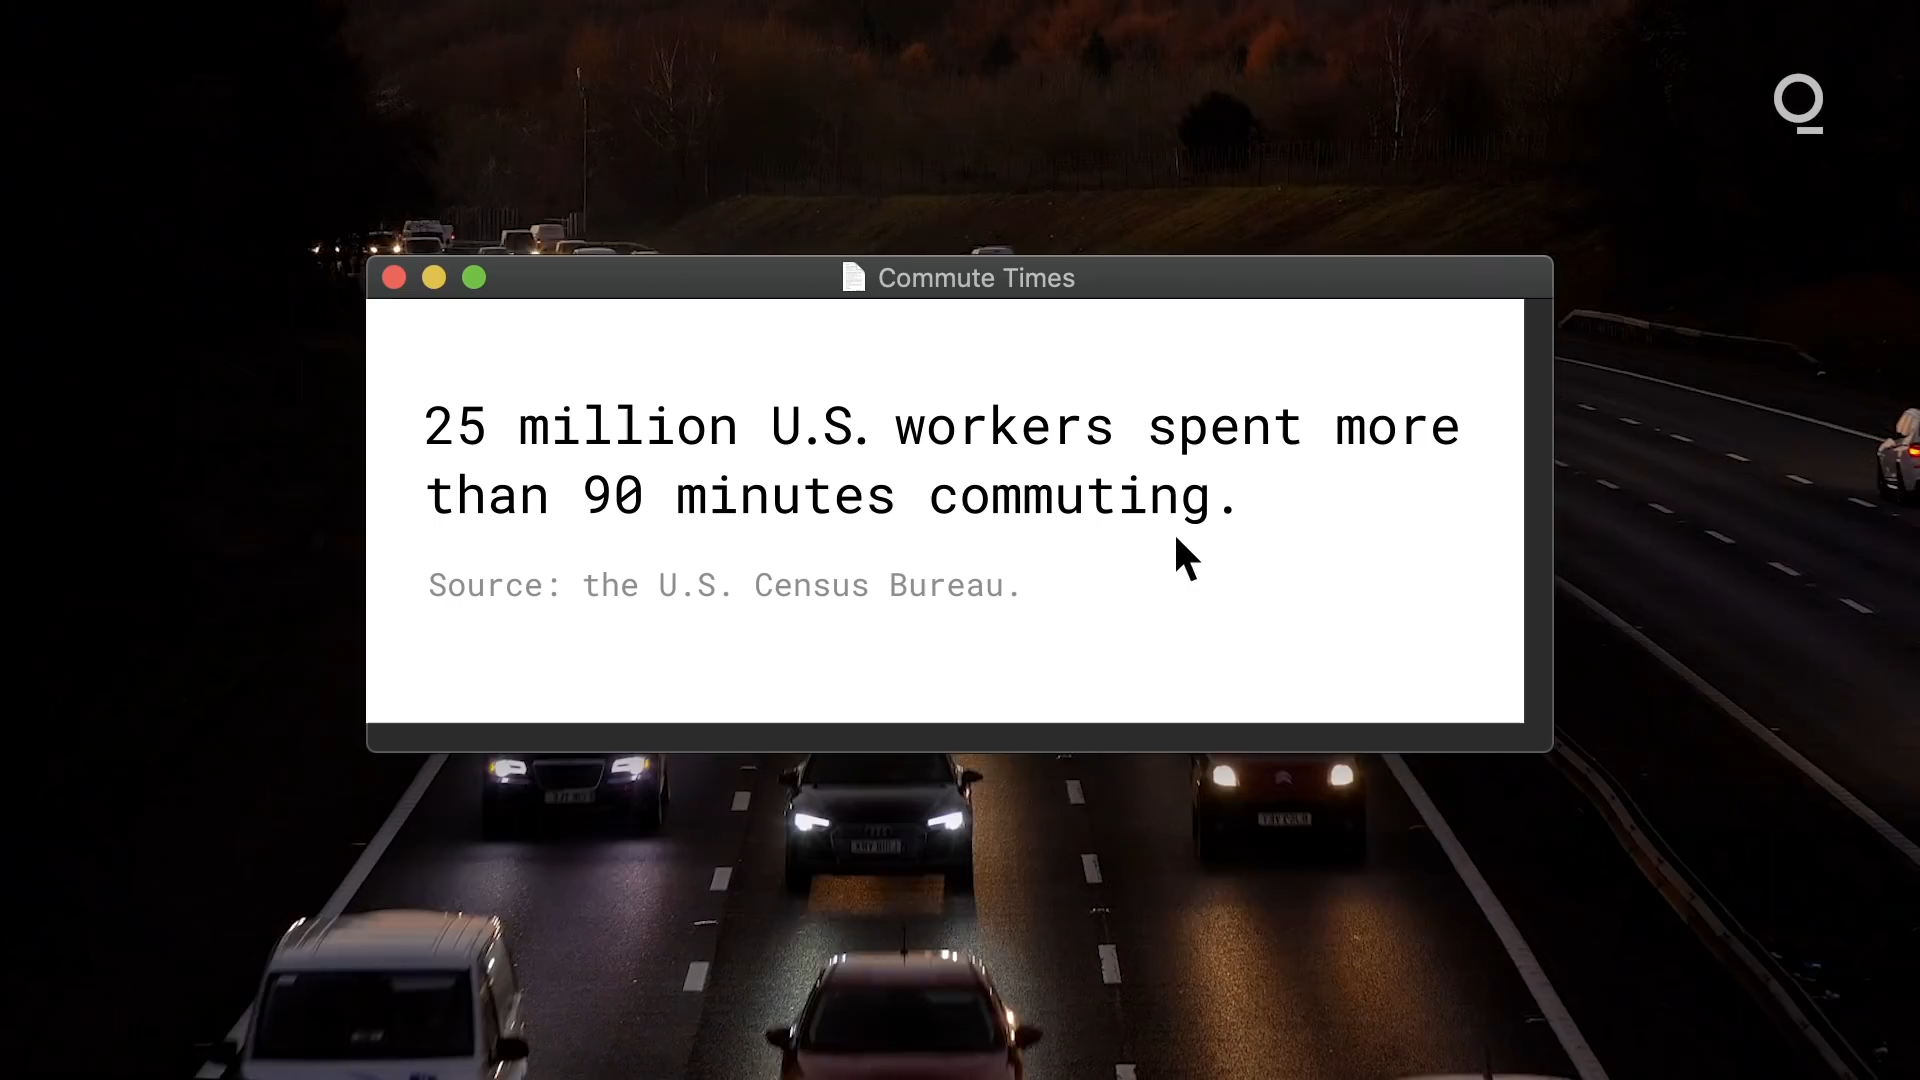 Commute Times
25 million U.S. workers spent more
than 90 minutes commuting.
Source: the U.S. Census Bureau.